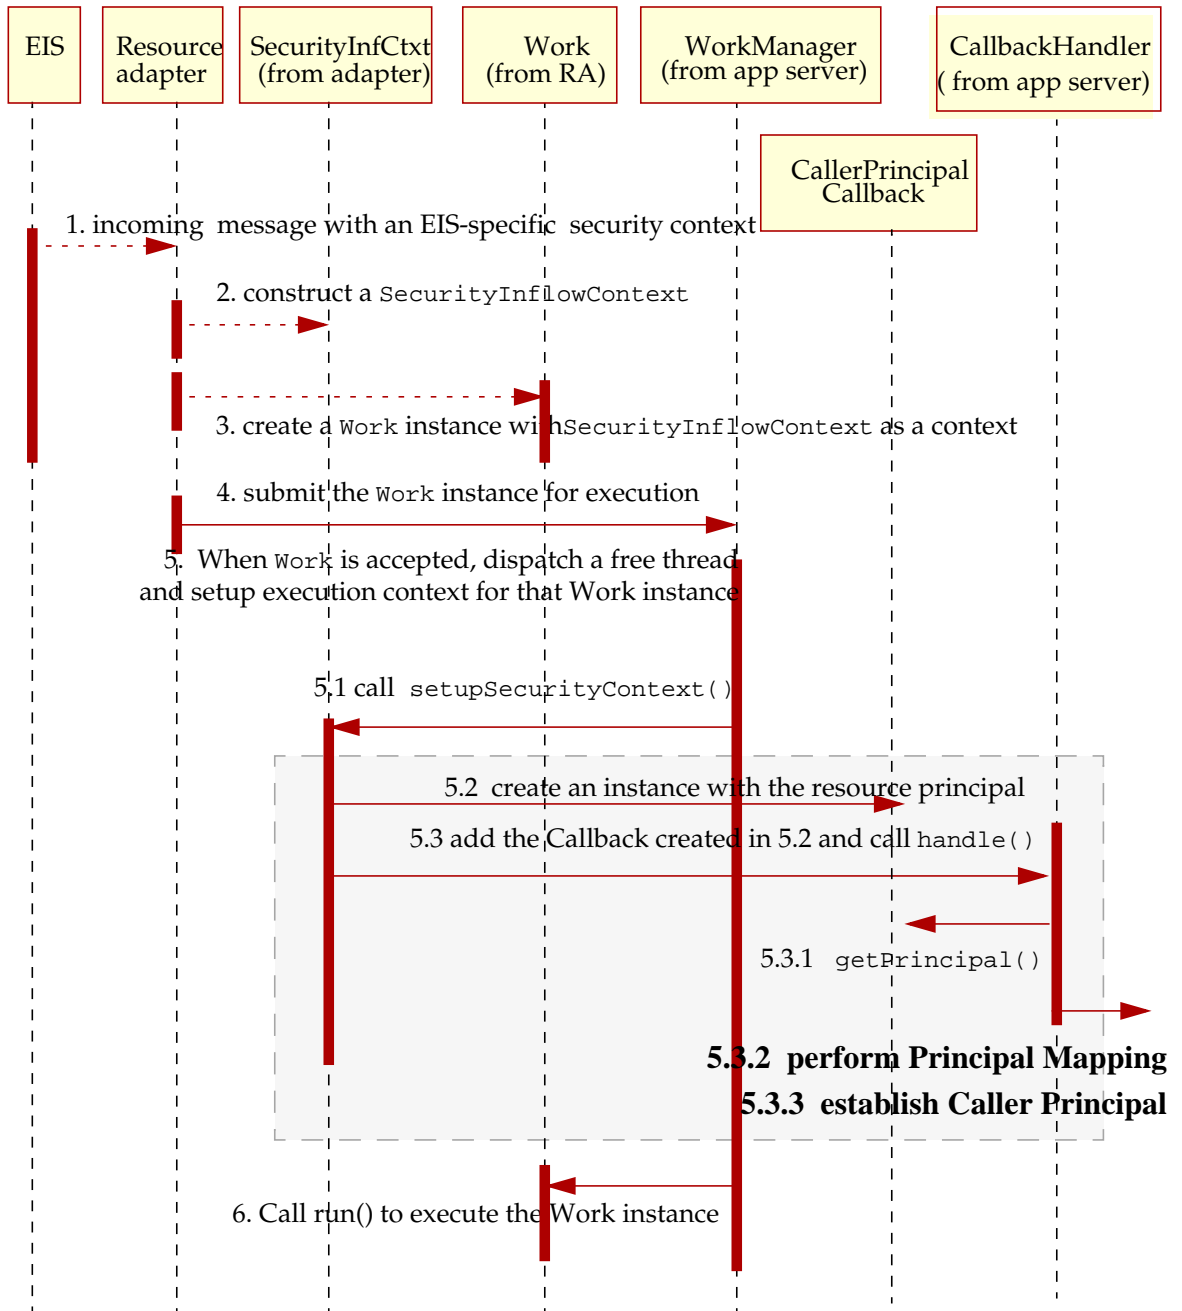 EIS
Resource
adapter
SecurityInfCtxt
(from adapter)
Work
(from RA)
WorkManager
(from app server)
CallbackHandler
( from app server)
CallerPrincipal
Callback
1. incoming  message with an EIS-specific  security context
2. construct a SecurityInflowContext
3. create a Work instance withSecurityInflowContext as a context
4. submit the Work instance for execution
5.  When Work is accepted, dispatch a free thread
and setup execution context for that Work instance
5.1 call  setupSecurityContext()
5.2  create an instance with the resource principal
5.3 add the Callback created in 5.2 and call handle()
5.3.1   getPrincipal()
5.3.2  perform Principal Mapping
5.3.3  establish Caller Principal
6. Call run() to execute the Work instance